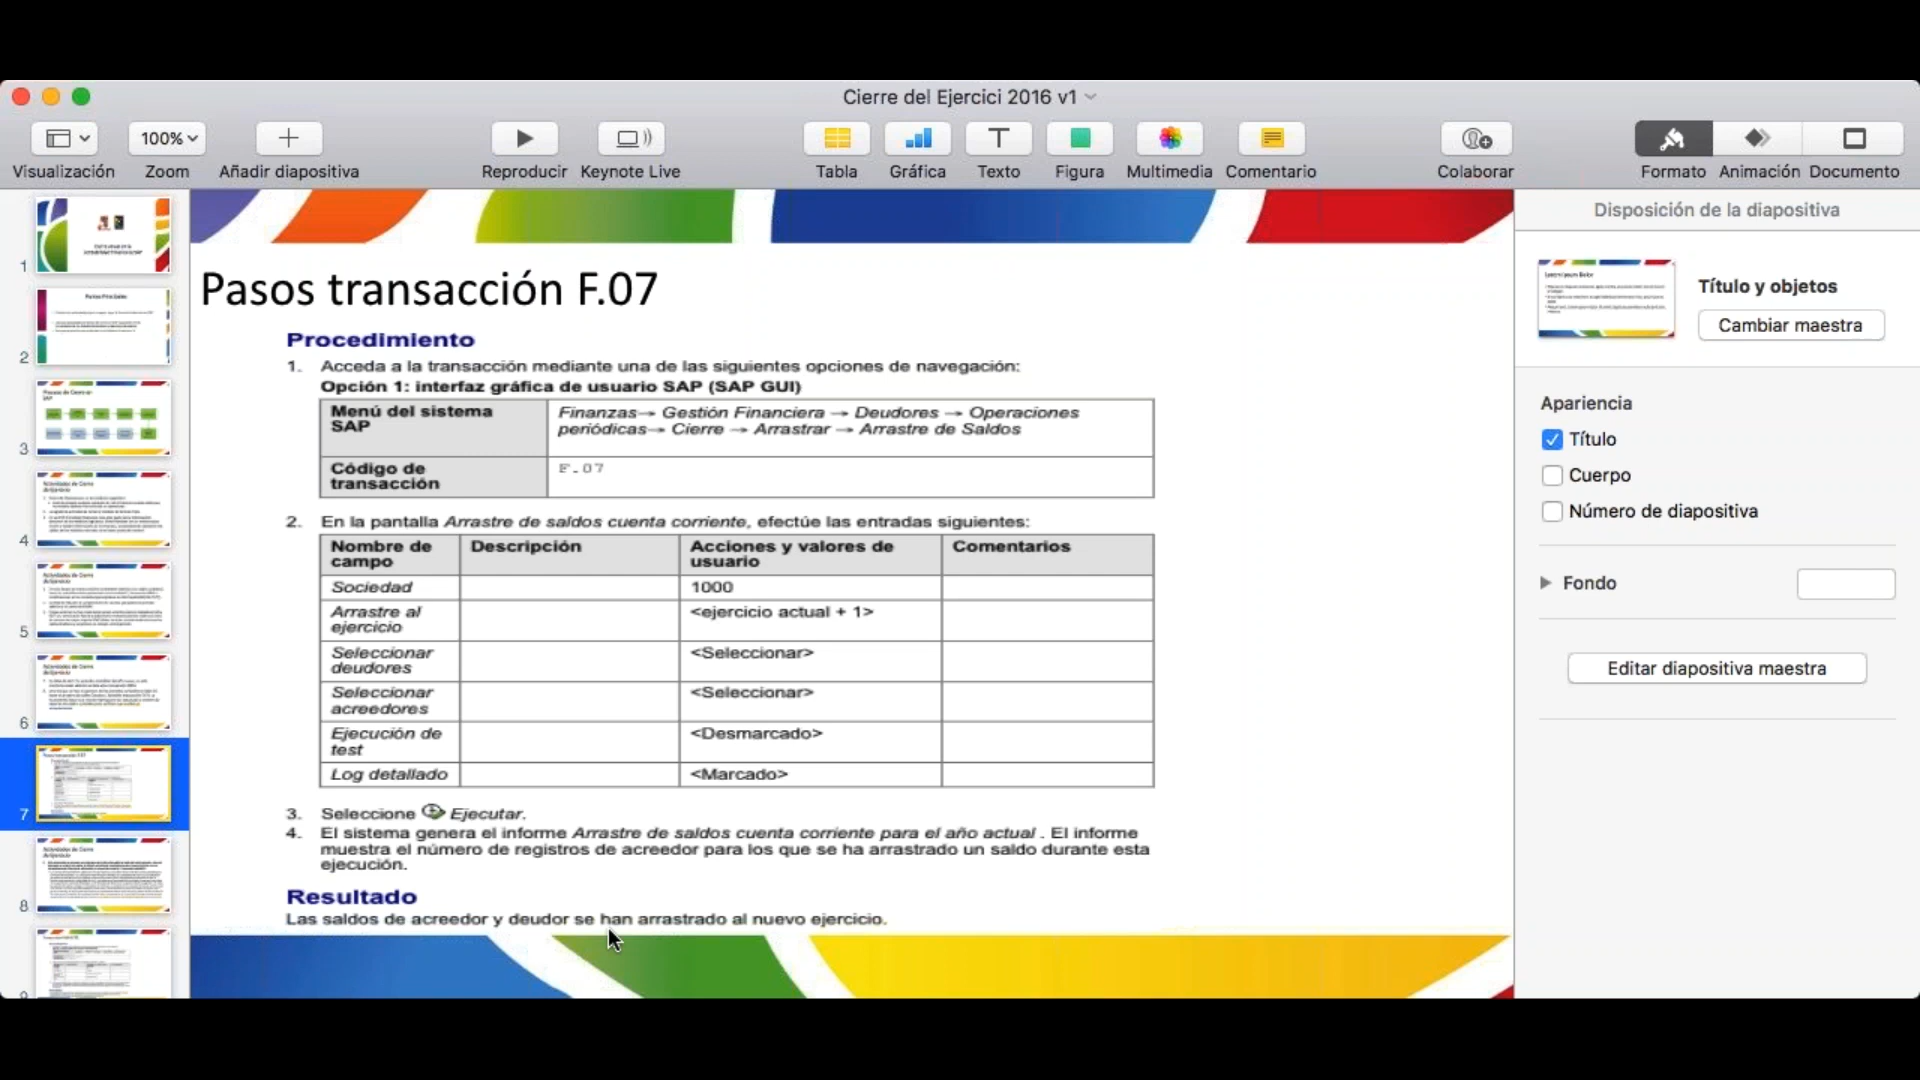 Cierre del Ejercici 2016 v1
100%
Visualización
Zoom
Añadir diapositiva
Reproducir
Keynote Live
Tabla
Gráfica
Texto
Figura
Multimedia
Comentario
Colaborar
Formato
Animación
Documento
1
2
3
4
5
6
7
8
9
Pasos transacción F.07
Procedimiento
1. Acceda a la transacción mediante una de las siguientes opciones de navegación:
Opción 1: interfaz gráfica de usuario SAP (SAP GUI)
Menú del sistema
SAP
Finanzas→ Gestión Financiera → Deudores → Operaciones
periódicas→ Cierre → Arrastrar → Arrastre de Saldos
Código de
transacción
F.07
2. En la pantalla Arrastre de saldos cuenta corriente, efectúe las entradas siguientes:
Nombre de
campo
Descripción
Acciones y valores de
usuario
Comentarios
Sociedad
1000
Arrastre al
ejercicio
<ejercicio actual + 1>
Seleccionar
deudores
<Seleccionar>
Seleccionar
acreedores
<Seleccionar>
Ejecución de
test
<Desmarcado>
Log detallado
<Marcado>
3. Seleccione Ejecutar.
4. El sistema genera el informe Arrastre de saldos cuenta corriente para el año actual . El informe
muestra el número de registros de acreedor para los que se ha arrastrado un saldo durante esta
ejecución.
Resultado
Las saldos de acreedor y deudor se han arrastrado al nuevo ejercicio.
Disposición de la diapositiva
Título y objetos
Cambiar maestra
Apariencia
Título
Cuerpo
Número de diapositiva
Fondo
Editar diapositiva maestra